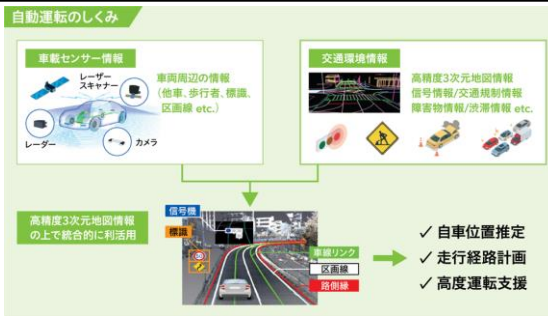 自動運転のしくみ
車載センサー情報
レーザー
スキャナー
レーダー
カメラ
車両周辺の情報
（他車、歩行者、標識、
区画線 etc.）
交通環境情報
高精度3次元地図情報
信号情報/交通規制情報
障害物情報/渋滞情報 etc.
高精度3次元地図情報
の上で統合的に利活用
信号機
標識
車線リンク
区画線
路側線
✓ 自車位置推定
✓ 走行経路計画
✓ 高度運転支援